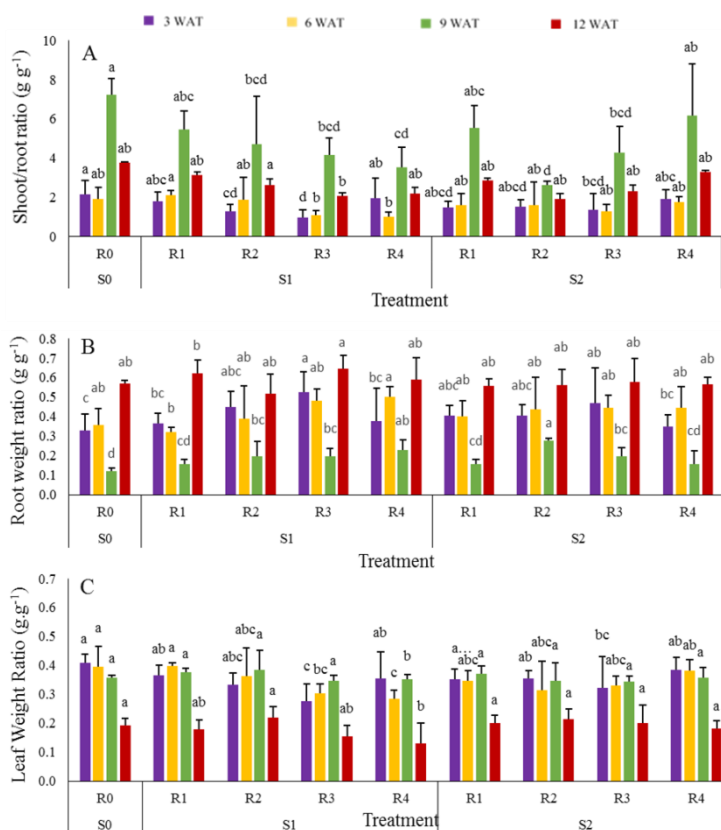 3 WAT 6 WAT 9 WAT 12 WAT
A
Shoot/root ratio (g g⁻¹)
10
8
6
4
2
0
a ab a ab
abc a abc ab
cd ab bcd a
d b bcd b
ab b cd ab
abcd ab abc ab
abcd ab d ab
bcd ab bcd ab
abc ab ab ab
R0 R1 R2 R3 R4 R1 R2 R3 R4
S0 S1 S2
Treatment
B
Root weight ratio (g g⁻¹)
0.8
0.7
0.6
0.5
0.4
0.3
0.2
0.1
0.0
c ab d ab
bc b cd b
abc ab bc ab
ab ab bc a
bc a ab ab
abc ab cd ab
abc ab a ab
ab ab bc ab
bc ab cd ab
R0 R1 R2 R3 R4 R1 R2 R3 R4
S0 S1 S2
Treatment
C
Leaf Weight Ratio (g.g⁻¹)
0.7
0.6
0.5
0.4
0.3
0.2
0.1
0.0
a a a ab
ab a a ab
abc abc a a
c bc a ab
ab c b b
a… abc a a
ab abc a a
bc abc a a
ab ab a a
R0 R1 R2 R3 R4 R1 R2 R3 R4
S0 S1 S2
Treatment